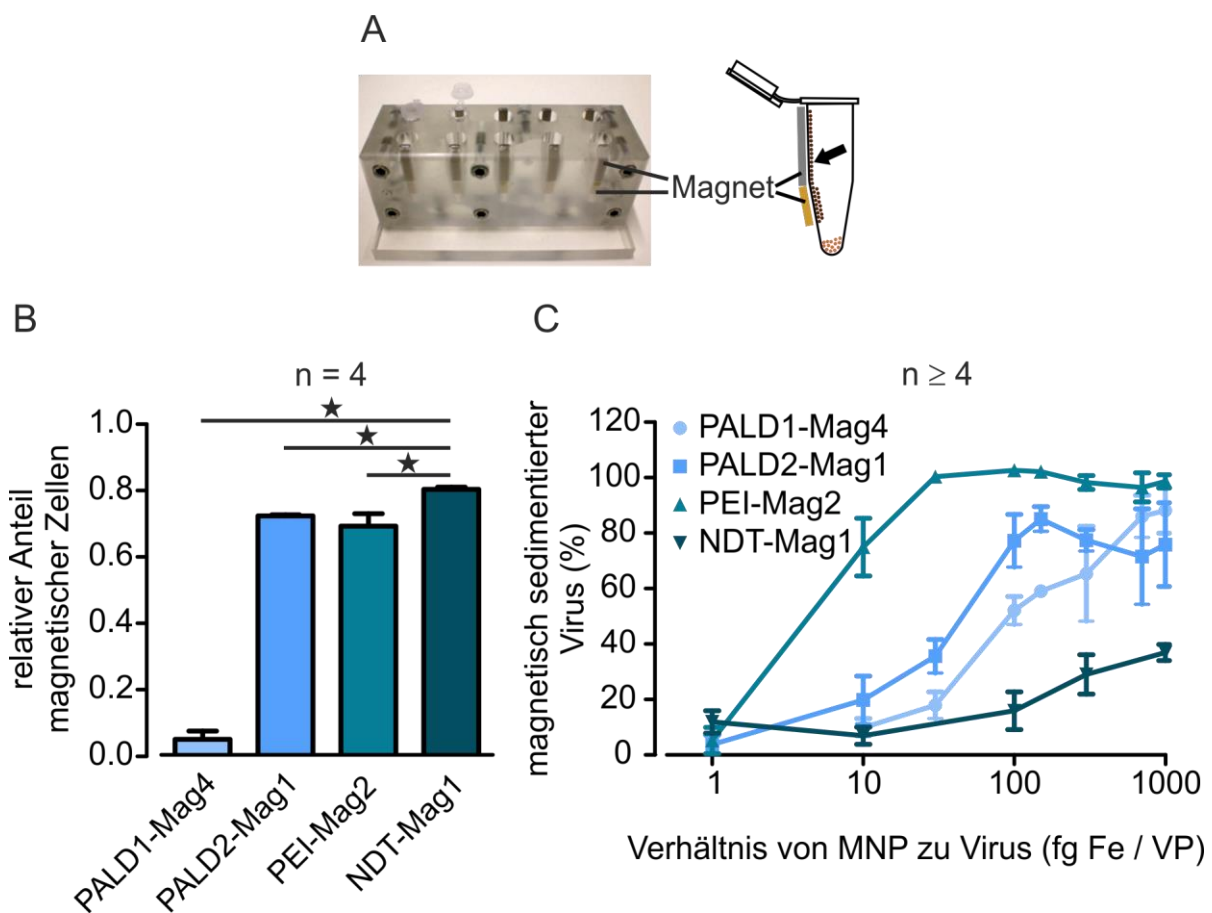 A
Magnet
B
n = 4
relativer Anteil
magnetischer Zellen
1.0
0.8
0.6
0.4
0.2
0.0
PALD1-Mag4
PALD2-Mag1
PEI-Mag2
NDT-Mag1
C
n ≥ 4
magnetisch sedimentierter
Virus (%)
120
100
80
60
40
20
0
PALD1-Mag4
PALD2-Mag1
PEI-Mag2
NDT-Mag1
1
10
100
1000
Verhältnis von MNP zu Virus (fg Fe / VP)